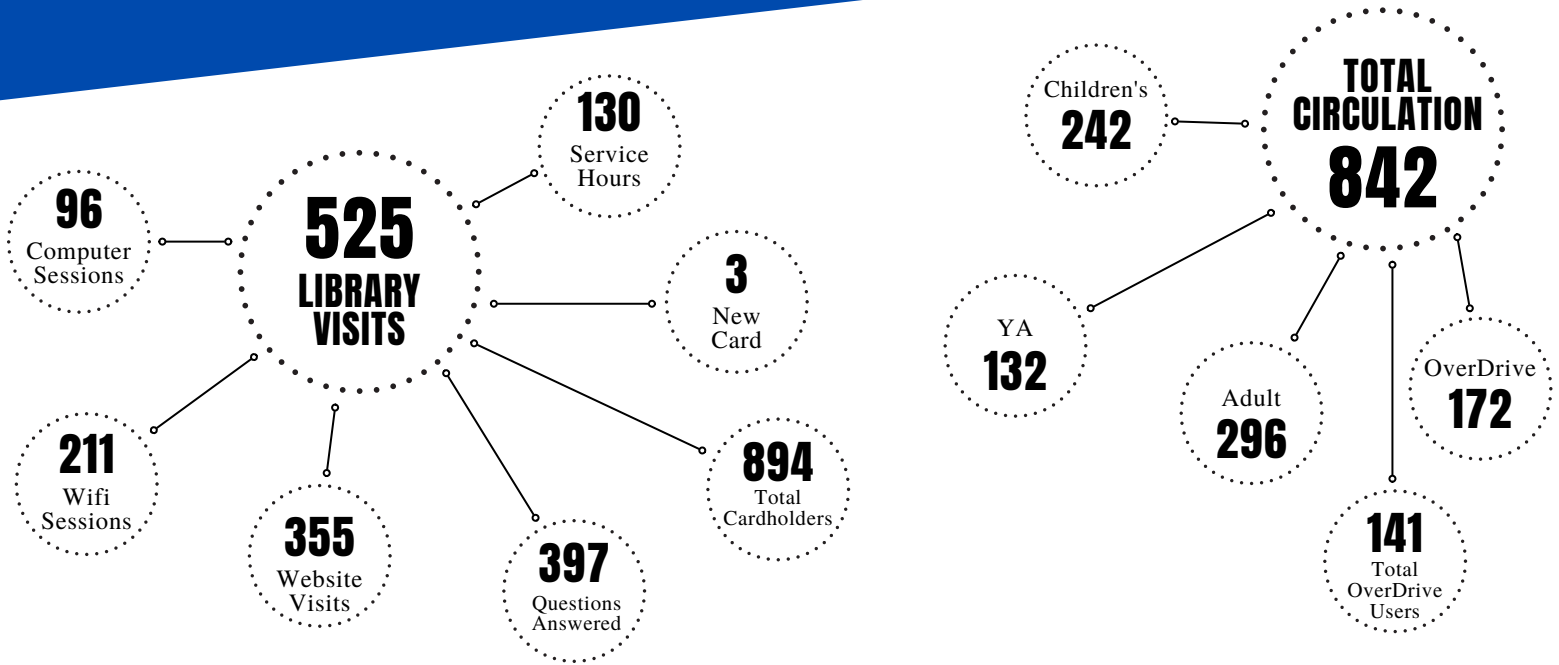 525
LIBRARY
VISITS
130
Service
Hours
96
Computer
Sessions
3
New
Card
211
Wifi
Sessions
355
Website
Visits
397
Questions
Answered
894
Total
Cardholders
TOTAL
CIRCULATION
842
Children's
242
YA
132
Adult
296
OverDrive
172
141
Total
OverDrive
Users